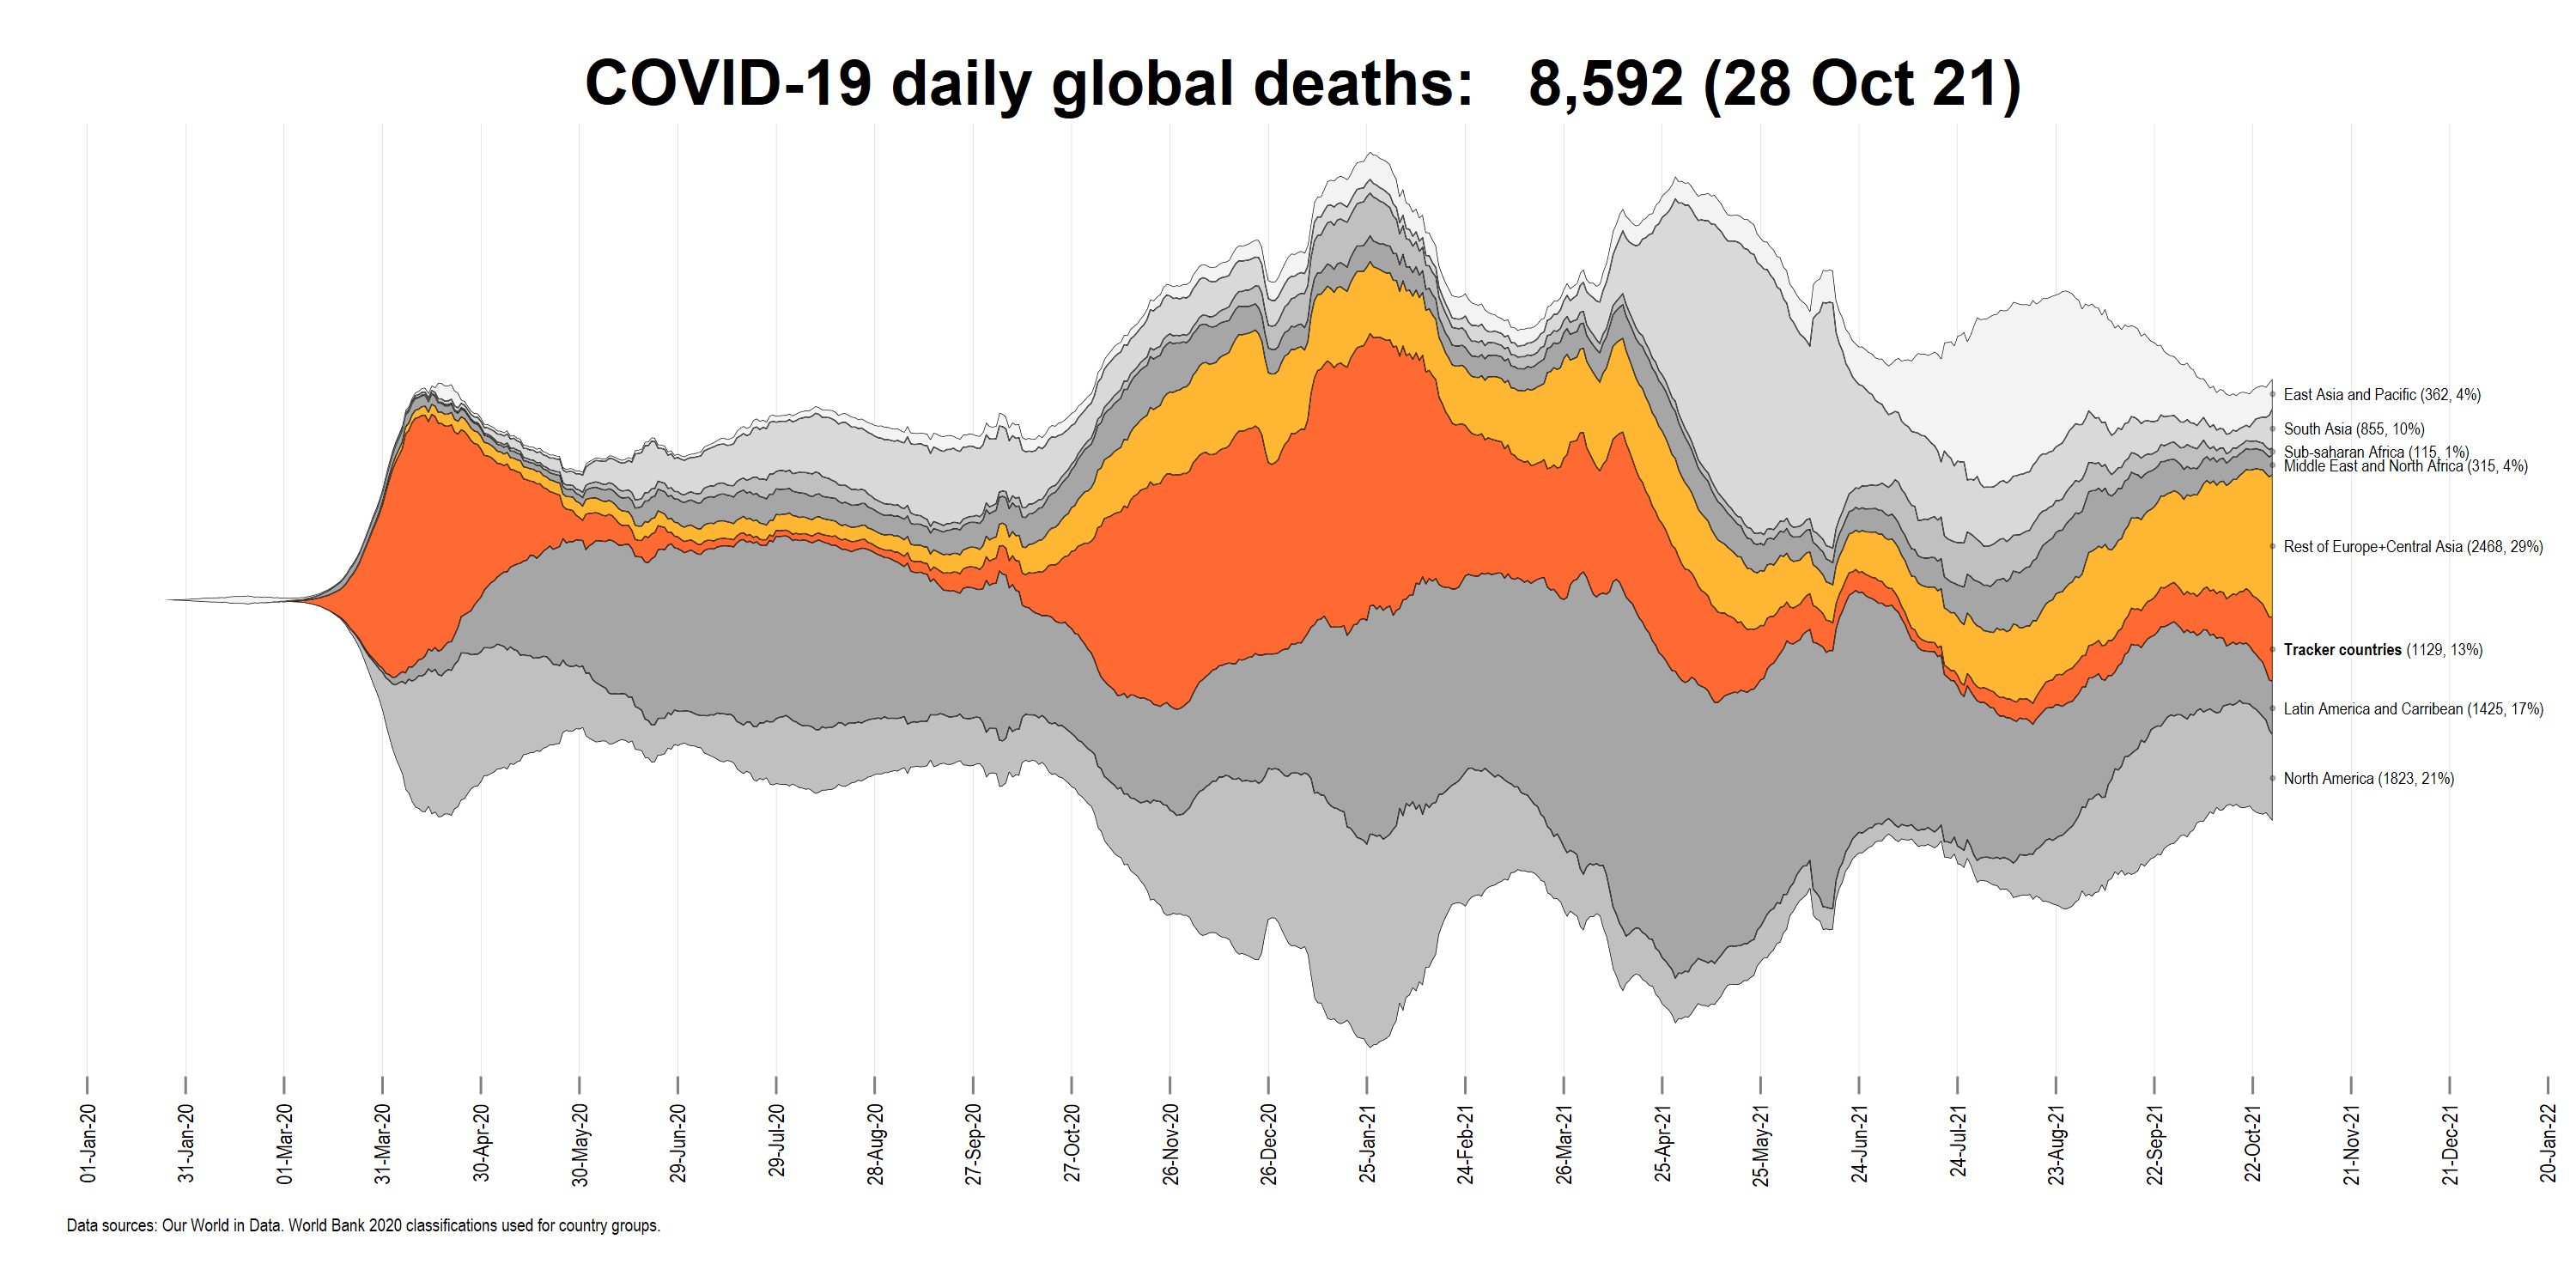 COVID-19 daily global deaths: 8,592 (28 Oct 21)
East Asia and Pacific (362, 4%)
South Asia (855, 10%)
Sub-saharan Africa (115, 1%)
Middle East and North Africa (315, 4%)
Rest of Europe+Central Asia (2468, 29%)
Tracker countries (1129, 13%)
Latin America and Carribean (1425, 17%)
North America (1823, 21%)
01-Jan-20
31-Jan-20
01-Mar-20
31-Mar-20
30-Apr-20
30-May-20
29-Jun-20
29-Jul-20
28-Aug-20
27-Sep-20
27-Oct-20
26-Nov-20
26-Dec-20
25-Jan-21
24-Feb-21
26-Mar-21
25-Apr-21
25-May-21
24-Jun-21
24-Jul-21
23-Aug-21
22-Sep-21
22-Oct-21
21-Nov-21
21-Dec-21
20-Jan-22
Data sources: Our World in Data. World Bank 2020 classifications used for country groups.